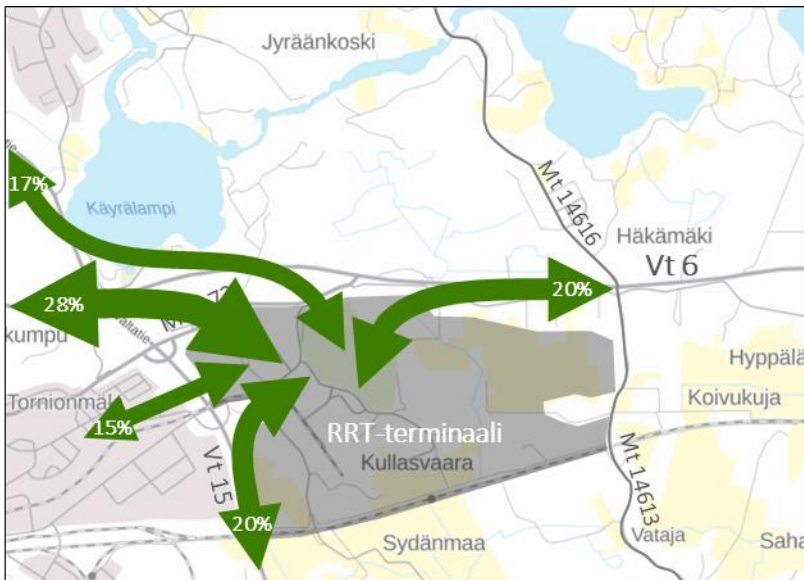 Jyräänkoski
17%
Käyrälampi
Mt 14616
Häkämäki
Vt 6
28%
20%
kumpu
Hyppälä
Tornionmäk
Koivukuja
15%
RRT-terminaali
Kullasvaara
Vt 15
Mt 14613
20%
Sydänmaa
Vataja
Saha